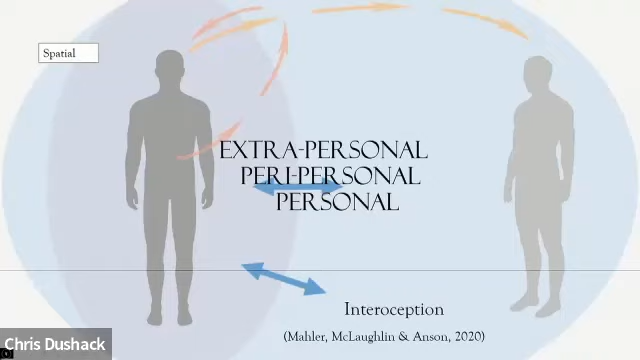 Spatial
EXTRA-PERSONAL
PERI-PERSONAL
PERSONAL
Interoception
(Mahler, McLaughlin & Anson, 2020)
Chris Dushack